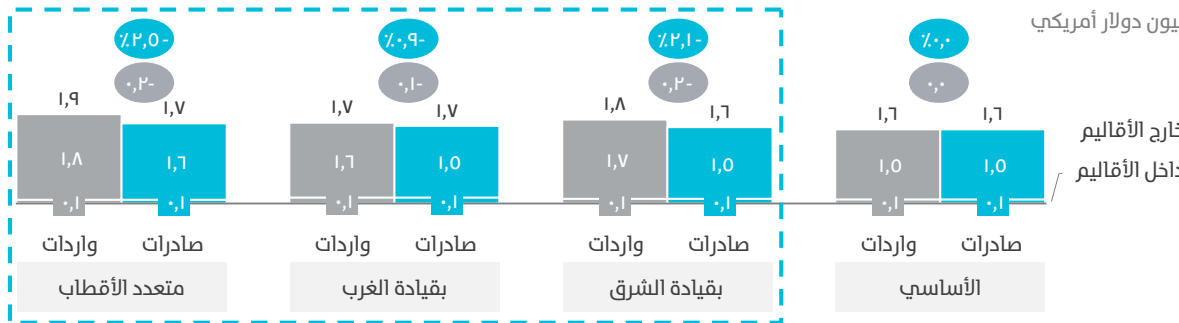 يون دولار أمريكي
٪٠,٠ -٪٢,١ -٪٠,٩ -٪٢,٥
٠,٠ -٠,٢ -٠,١ -٠,٢
١,٦ ١,٦ ١,٦ ١,٨ ١,٧ ١,٧ ١,٧ ١,٩
خارج الأقاليم ١,٥ ١,٥ ١,٥ ١,٧ ١,٥ ١,٦ ١,٦ ١,٨
داخل الأقاليم ٠,١ ٠,١ ٠,١ ٠,١ ٠,١ ٠,١ ٠,١ ٠,١
صادرات واردات صادرات واردات صادرات واردات صادرات واردات
الأساسي بقيادة الشرق بقيادة الغرب متعدد الأقطاب